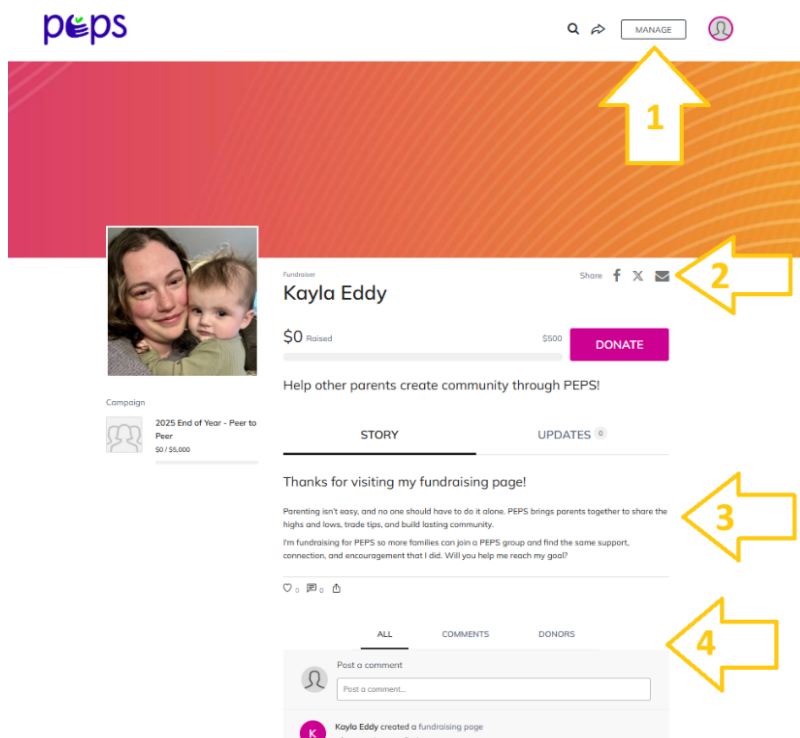 peps
MANAGE
1
Fundraiser
Share
2
Kayla Eddy
$0 Raised
$500
DONATE
Help other parents create community through PEPS!
Campaign
2025 End of Year - Peer to
Peer
$0 / $5,000
STORY
UPDATES 0
Thanks for visiting my fundraising page!
Parenting isn't easy, and no one should have to do it alone. PEPS brings parents together to share the
highs and lows, trade tips, and build lasting community.
I'm fundraising for PEPS so more families can join a PEPS group and find the same support,
connection, and encouragement that I did. Will you help me reach my goal?
3
0 0
ALL COMMENTS DONORS
4
Post a comment
Post a comment...
K
Kayla Eddy created a fundraising page